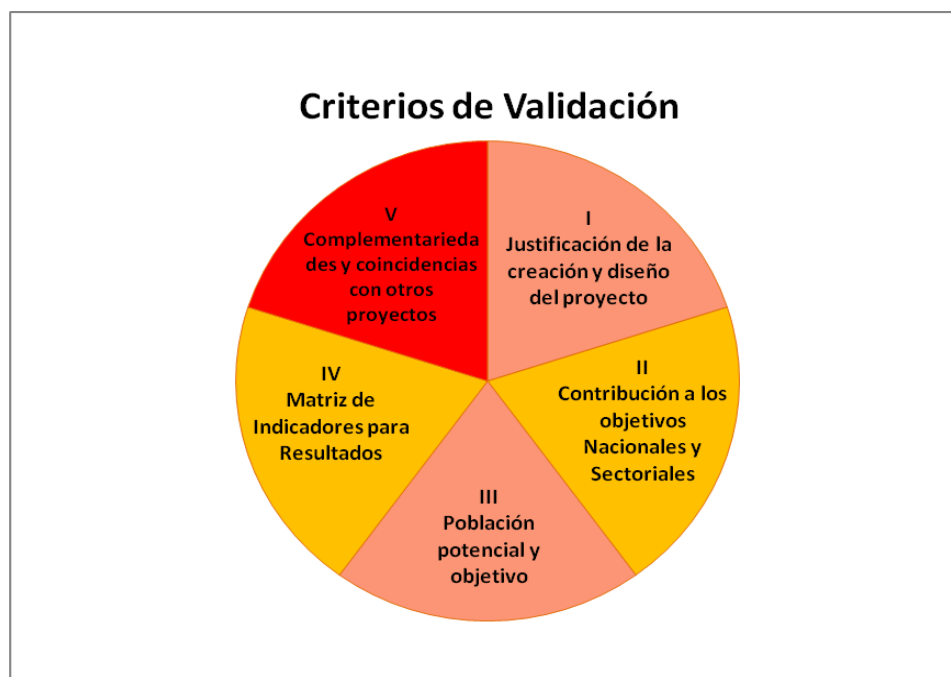 Criterios de Validación
I
Justificación de la
creación y diseño
del proyecto
II
Contribución a los
objetivos
Nacionales y
Sectoriales
III
Población
potencial y
objetivo
IV
Matriz de
Indicadores para
Resultados
V
Complementarieda
des y coincidencias
con otros
proyectos